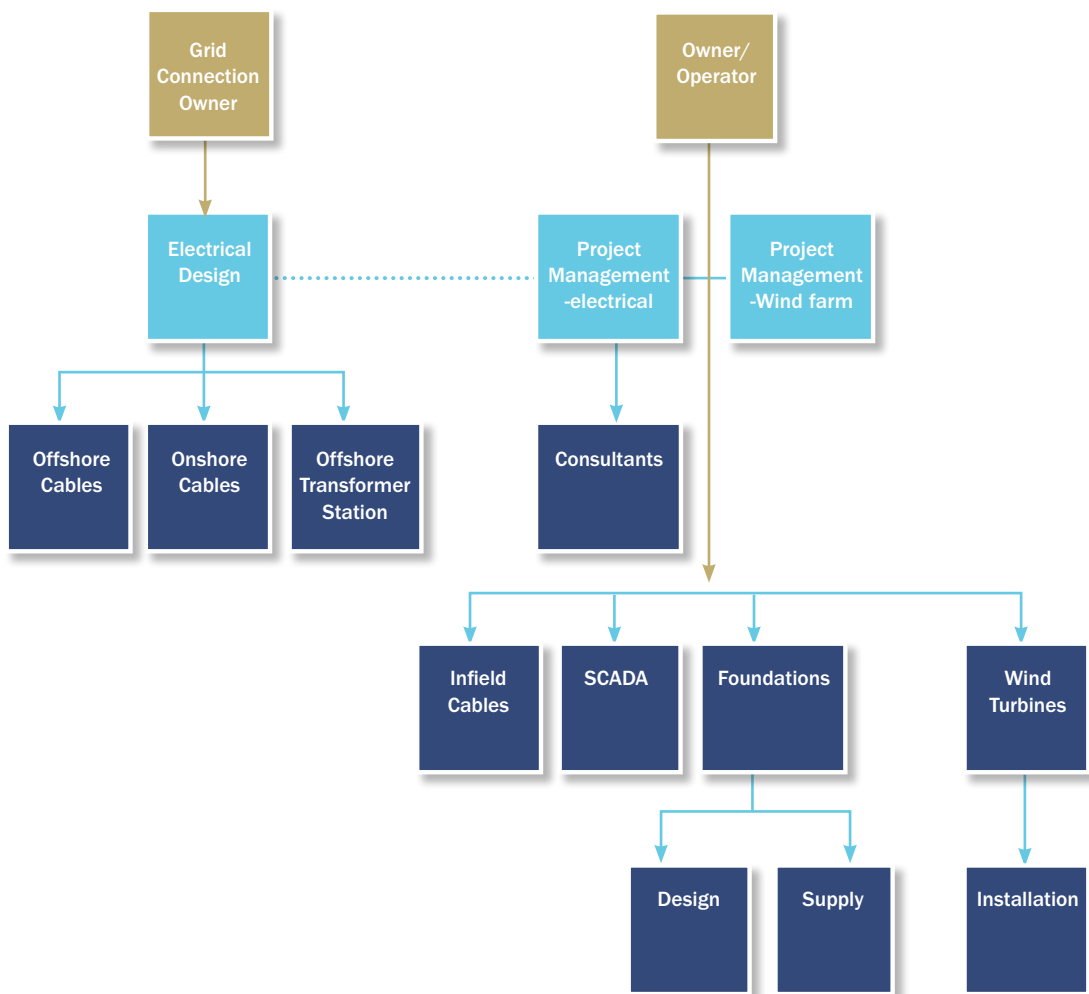 Grid
Connection
Owner
Owner/
Operator
Electrical
Design
Project
Management
-electrical
Project
Management
-Wind farm
Offshore
Cables
Onshore
Cables
Offshore
Transformer
Station
Consultants
Infield
Cables
SCADA
Foundations
Wind
Turbines
Design
Supply
Installation